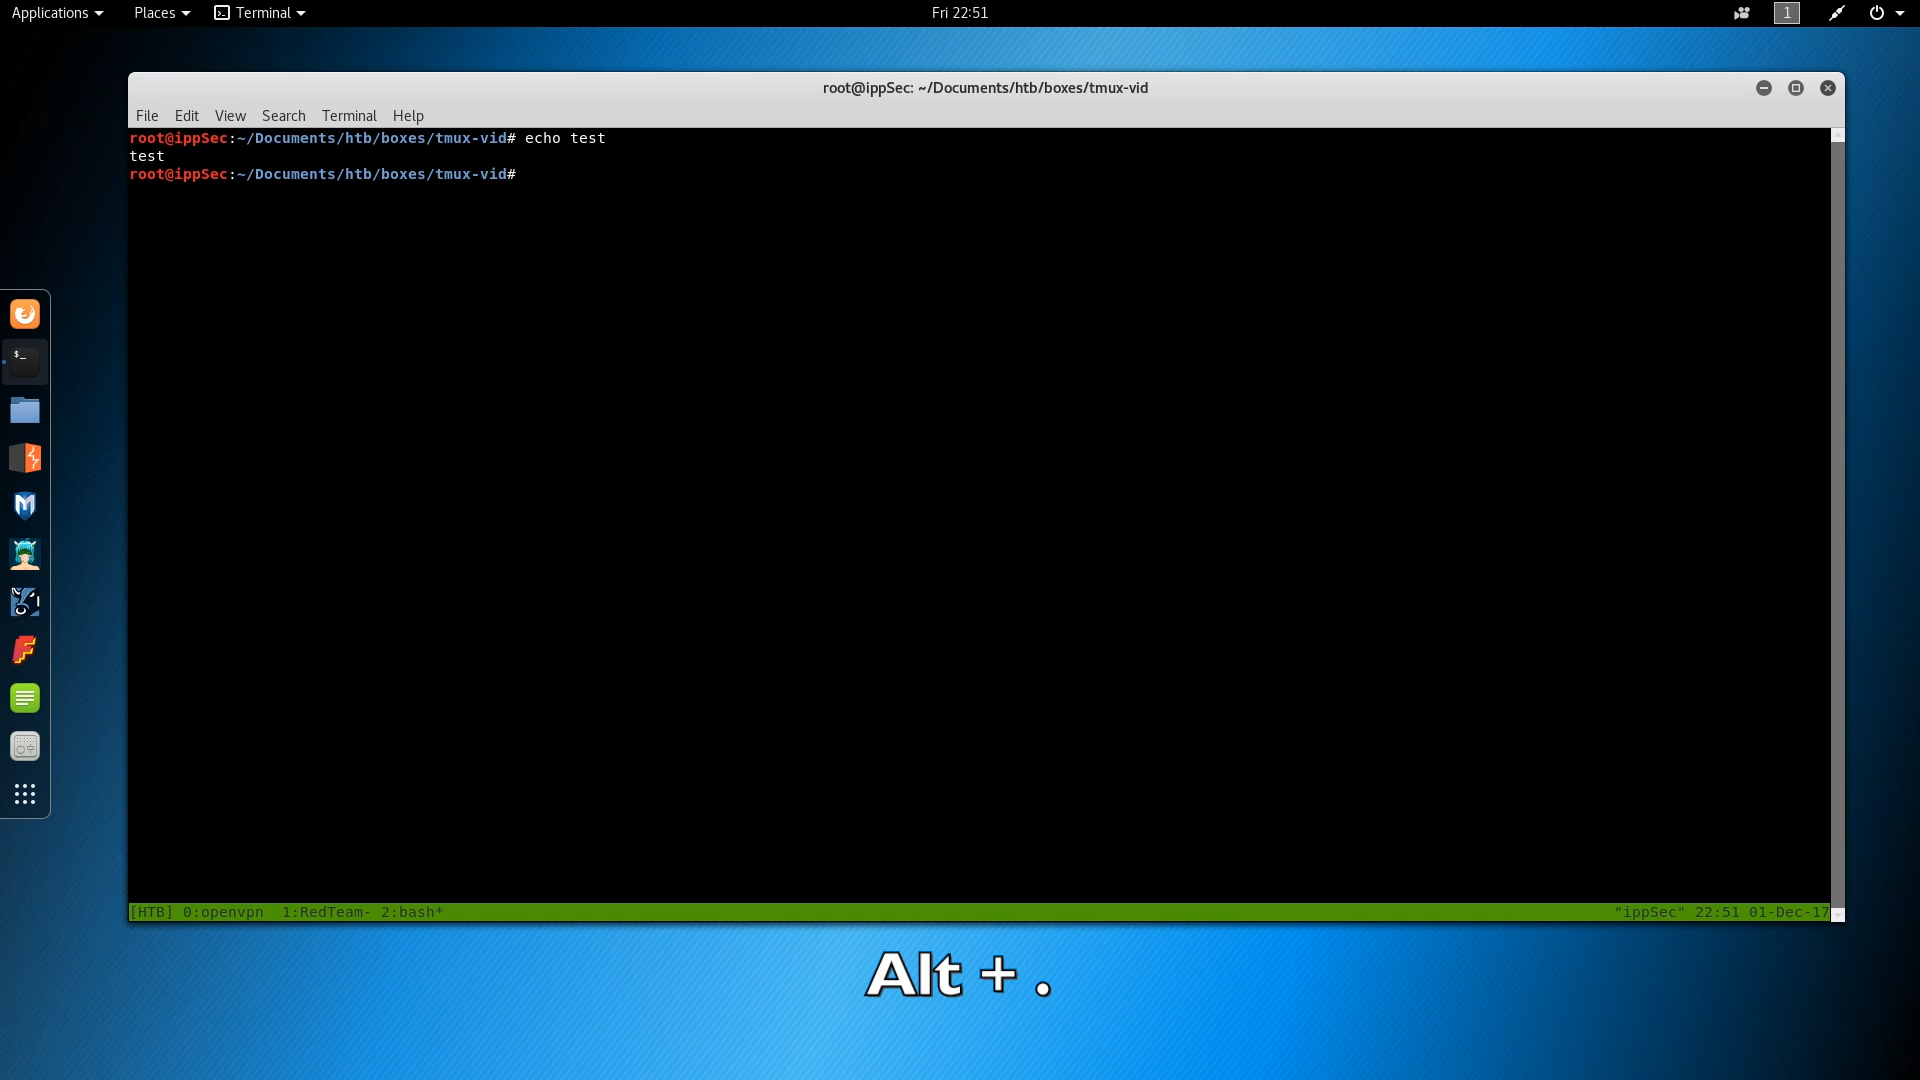 Applications Places Terminal Fri 22:51 1
root@ippSec: ~/Documents/htb/boxes/tmux-vid
File Edit View Search Terminal Help
root@ippSec:~/Documents/htb/boxes/tmux-vid# echo test
test
root@ippSec:~/Documents/htb/boxes/tmux-vid#
$_
[HTB] 0:openvpn 1:RedTeam- 2:bash* "ippSec" 22:51 01-Dec-17
Alt + .